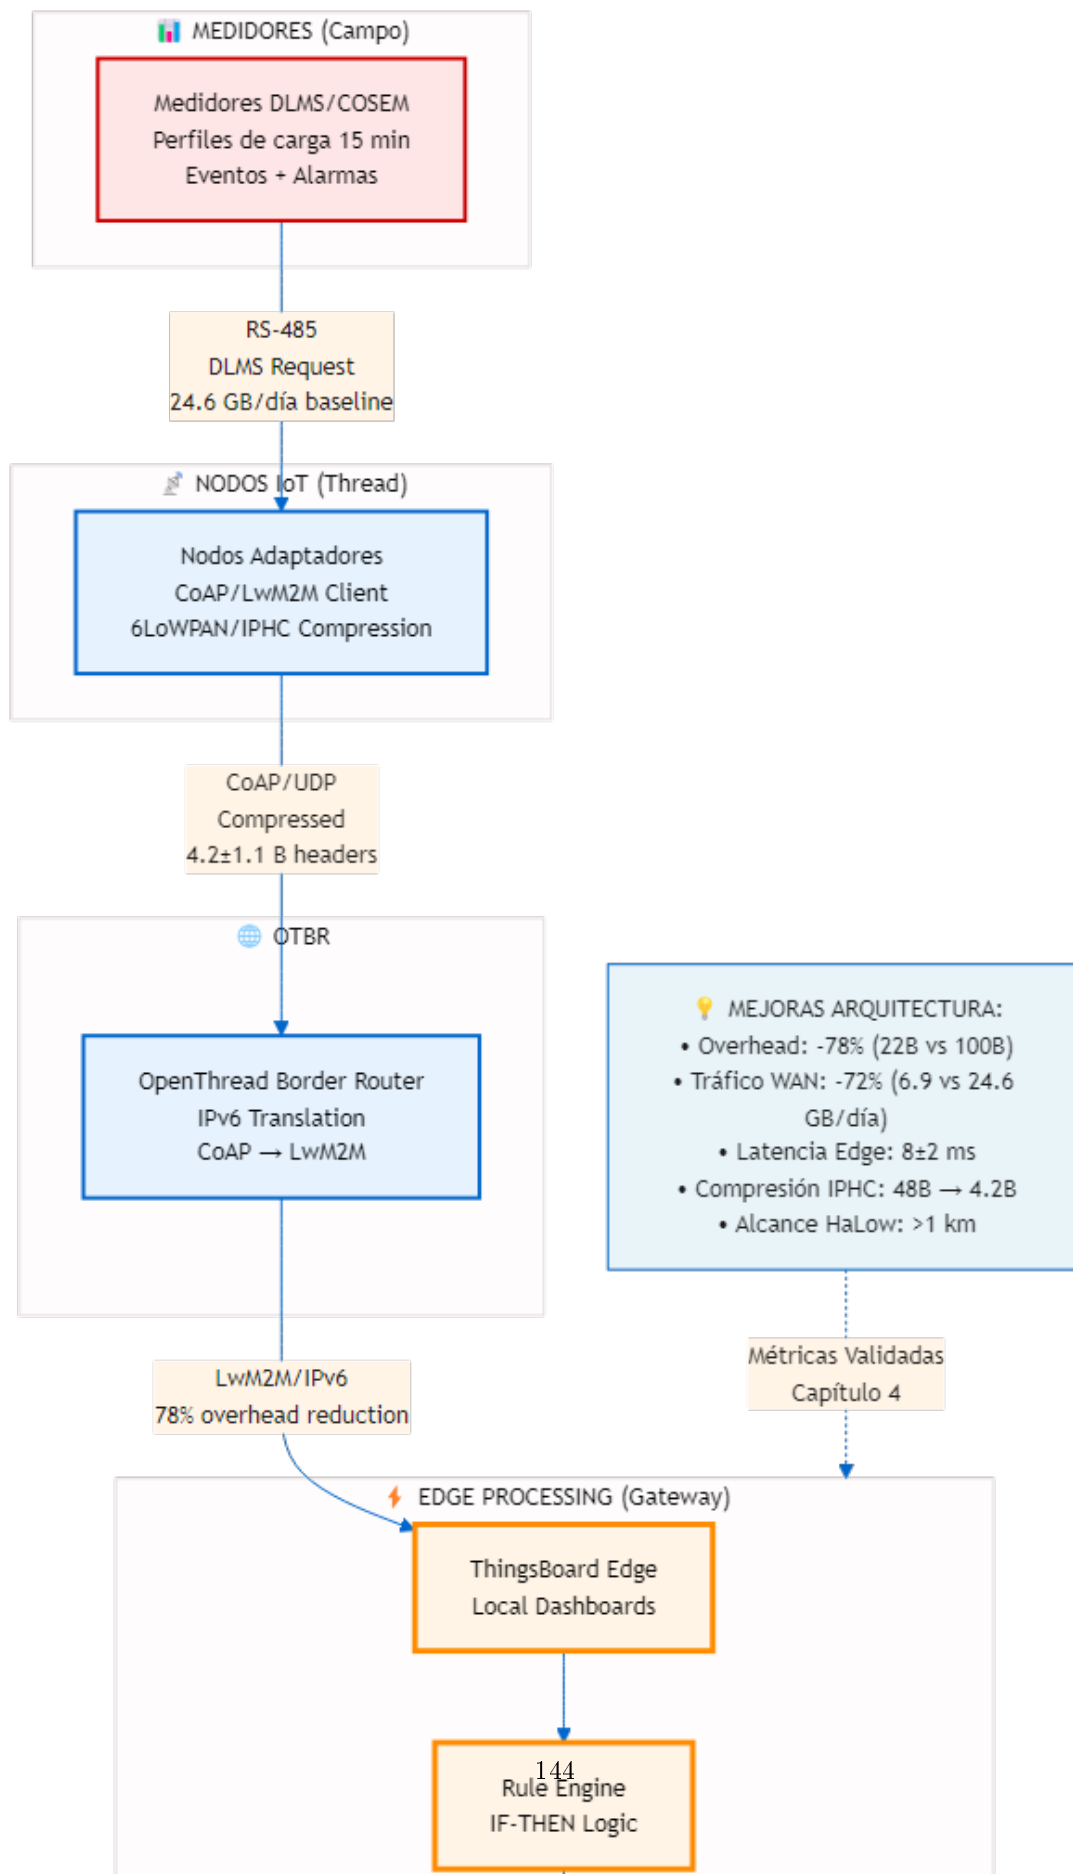 MEDIDORES (Campo)
Medidores DLMS/COSEM
Perfiles de carga 15 min
Eventos + Alarmas
RS-485
DLMS Request
24.6 GB/día baseline
NODOS IoT (Thread)
Nodos Adaptadores
CoAP/LwM2M Client
6LoWPAN/IPHC Compression
CoAP/UDP
Compressed
4.2±1.1 B headers
OTBR
OpenThread Border Router
IPv6 Translation
CoAP → LwM2M
MEJORAS ARQUITECTURA:
• Overhead: -78% (22B vs 100B)
• Tráfico WAN: -72% (6.9 vs 24.6
GB/día)
• Latencia Edge: 8±2 ms
• Compresión IPHC: 48B → 4.2B
• Alcance HaLow: >1 km
LwM2M/IPv6
78% overhead reduction
Métricas Validadas
Capítulo 4
EDGE PROCESSING (Gateway)
ThingsBoard Edge
Local Dashboards
144
Rule Engine
IF-THEN Logic